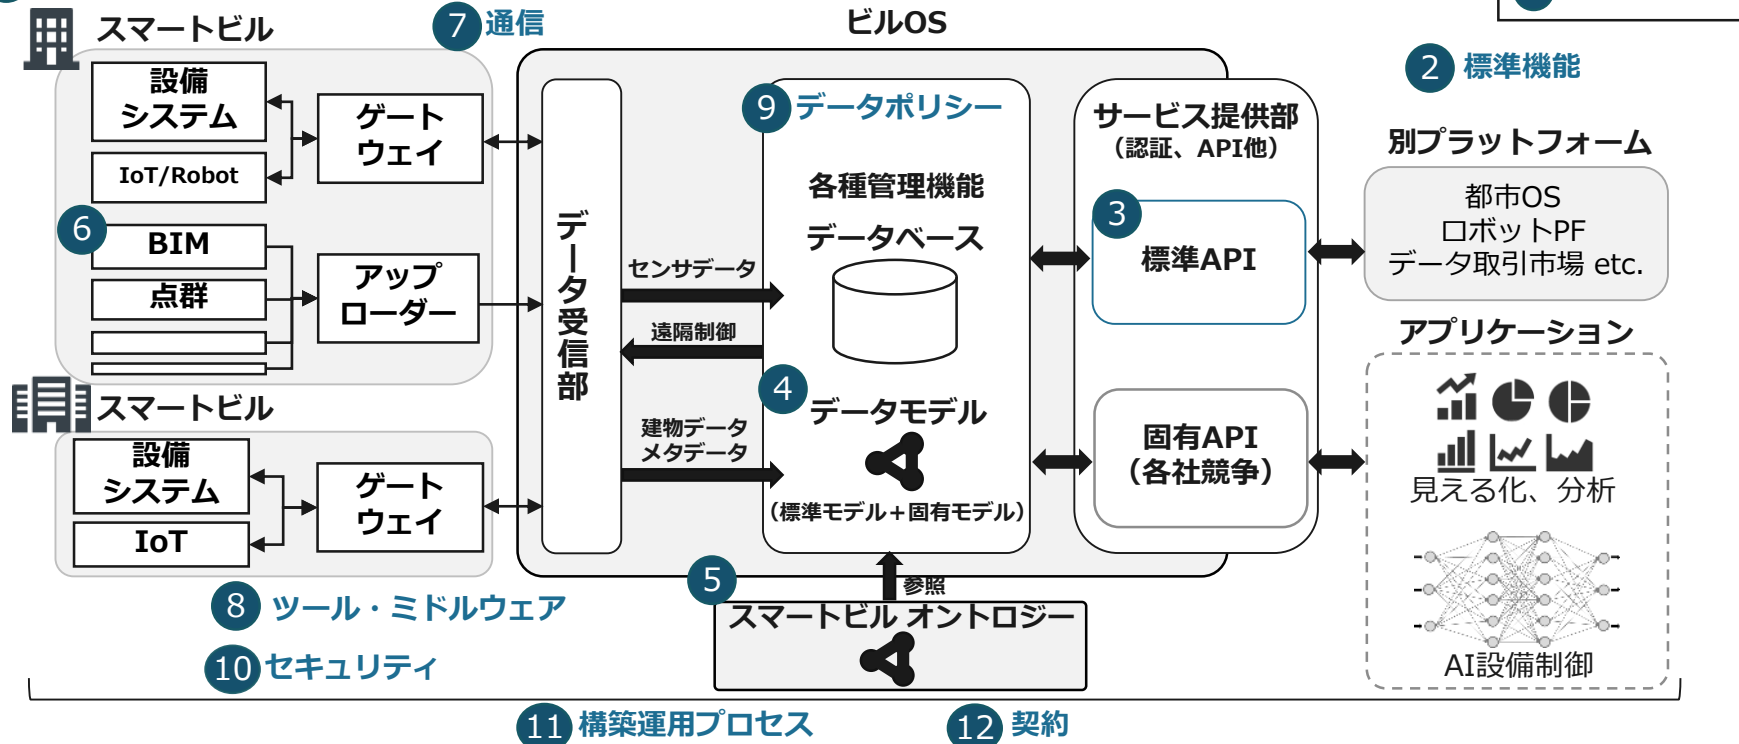 スマートビル
7 通信
ビルOS
2 標準機能
設備
システム
IoT/Robot
ゲート
ウェイ
6
BIM
点群
アップ
ローダー
データ受信部
センサデータ
遠隔制御
建物データ
メタデータ
9 データポリシー
各種管理機能
データベース
4
データモデル
(標準モデル+固有モデル)
サービス提供部
(認証、API他)
3
標準API
固有API
(各社競争)
別プラットフォーム
都市OS
ロボットPF
データ取引市場 etc.
アプリケーション
見える化、分析
AI設備制御
スマートビル
設備
システム
IoT
ゲート
ウェイ
8 ツール・ミドルウェア
10 セキュリティ
5
参照
スマートビル オントロジー
11 構築運用プロセス
12 契約